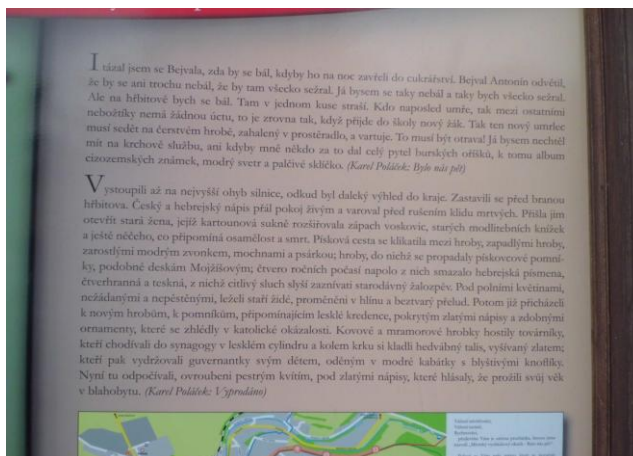 I tázal jsem se Bejvala, zda by se bál, kdyby ho na noc zavřeli do cukrářství. Bejval Antonín odvětil,
že by se ani trochu nebál, že by tam všecko sežral. Já bysem se taky nebál a taky bych všecko sežral.
Ale na hřbitově bych se bál. Tam v jednom kuse straší. Kdo naposled umře, tak mezi ostatními
nebožtíky nemá žádnou úctu, to je zrovna tak, když přijde do školy nový žák. Tak ten nový umrlec
musí sedět na čerstvém hrobě, zahalený v prostěradlo, a vartuje. To musí být otrava! Já bysem nechtěl
mít na krchově službu, ani kdyby mně někdo za to dal celý pytel burských oříšků, k tomu album
cizozemských známek, modrý svetr a palčivé sklíčko. (Karel Poláček: Bylo nás pět)
Vystoupili až na nejvyšší ohyb silnice, odkud byl daleký výhled do kraje. Zastavili se před branou
hřbitova. Český a hebrejský nápis přál pokoj živým a varoval před rušením klidu mrtvých. Přišla jim
otevřít stará žena, jejíž kartounová sukně rozšiřovala zápach voskovic, starých modlitebních knížek
a ještě něčeho, co připomíná osamělost a smrt. Písková cesta se klikatila mezi hroby, zapadlými hroby,
zarostlými modrým zvonkem, mochnami a psárkou; hroby, do nichž se propadaly pískovcové pomní-
ky, podobné deskám Mojžíšovým; čtvero ročních počasí napolo z nich smazalo hebrejská písmena,
čtverhranná a teskná, z nichž citlivý sluch slyší zaznívati starodávný žalozpěv. Pod polními květinami,
nežádanými a nepěstěnými, leželi staří židé, proměněni v hlínu a beztvarý přelud. Potom již přicházeli
k novým hrobům, k pomníkům, připomínajícím lesklé kredence, pokrytým zlatými nápisy a zdobnými
ornamenty, které se zhlédly v katolické okázalosti. Kovové a mramorové hrobky hostily továrníky,
kteří chodívali do synagogy v lesklém cylindru a kolem krku si kladli hedvábný talis, vyšívaný zlatem;
kteří pak vydržovali guvernantky svým dětem, oděným v modré kabátky s blyštivými knoflíky.
Nyní tu odpočívali, ovroubeni pestrým kvítím, pod zlatými nápisy, které hlásaly, že prožili svůj věk
v blahobytu. (Karel Poláček: Vyprodáno)